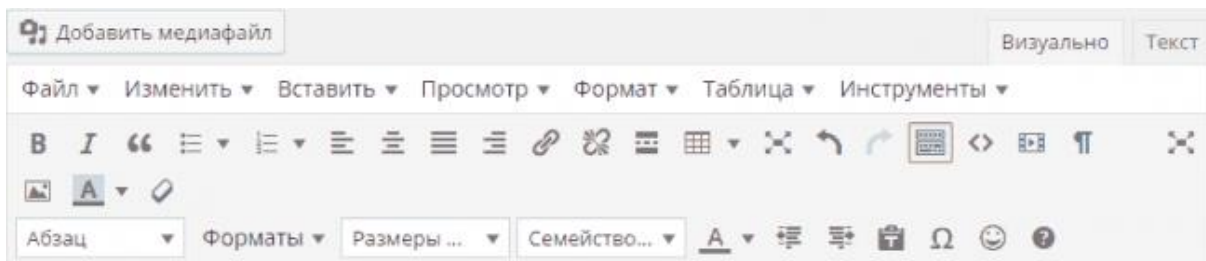 Добавить медиафайл
Визуально Текст
Файл Изменить Вставить Просмотр Формат Таблица Инструменты
B I
A
Абзац Форматы Размеры ... Семейство... A Ω